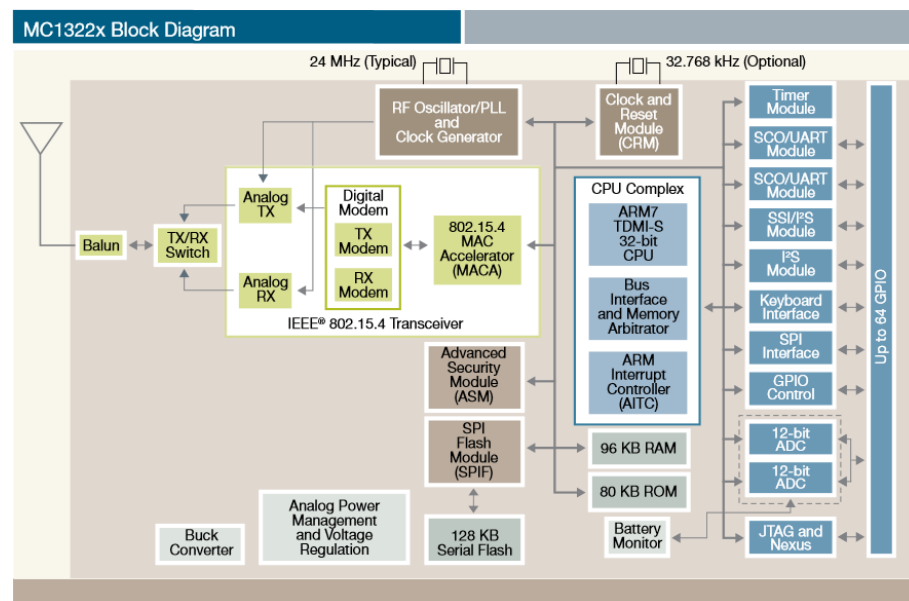 MC1322x Block Diagram
24 MHz (Typical)
32.768 kHz (Optional)
RF Oscillator/PLL
and
Clock Generator
Clock and
Reset
Module
(CRM)
Timer
Module
SCO/UART
Module
SCO/UART
Module
SSI/I²S
Module
I²S
Module
Keyboard
Interface
SPI
Interface
GPIO
Control
12-bit
ADC
12-bit
ADC
JTAG and
Nexus
Up to 64 GPIO
Balun
TX/RX
Switch
Analog
TX
Analog
RX
Digital
Modem
TX
Modem
RX
Modem
802.15.4
MAC
Accelerator
(MACA)
IEEE® 802.15.4 Transceiver
CPU Complex
ARM7
TDMI-S
32-bit
CPU
Bus
Interface
and Memory
Arbitrator
ARM
Interrupt
Controller
(AITC)
Advanced
Security
Module
(ASM)
SPI
Flash
Module
(SPIF)
96 KB RAM
80 KB ROM
Analog Power
Management
and Voltage
Regulation
Buck
Converter
128 KB
Serial Flash
Battery
Monitor